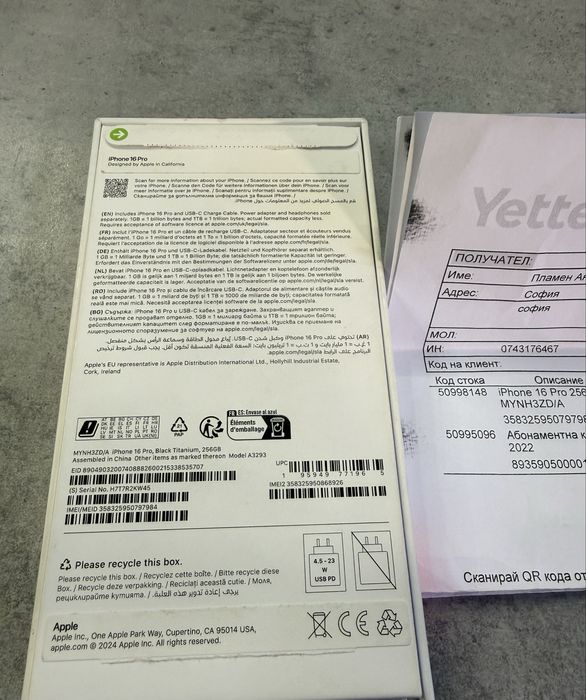 iPhone 16 Pro
Designed by Apple in California
Scan for more information about your iPhone. / Scannez ce code pour en savoir plus sur
votre iPhone. / Scanne den Code für weitere Informationen über dein iPhone. / Scan voor
meer informatie over je iPhone. / Scanați pentru informații suplimentare despre iPhone. /
(EN) Includes iPhone 16 Pro and USB-C Charge Cable. Power adapter and headphones sold
separately. 1GB = 1 billion bytes and 1TB = 1 trillion bytes; actual formatted capacity less.
Requires acceptance of software licence at apple.com/legal/sla.
(FR) Inclut l'iPhone 16 Pro et un câble de recharge USB-C. Adaptateur secteur et écouteurs vendus
séparément. 1 Go = 1 milliard d'octets et 1 To = 1 billion d'octets, capacité formatée réelle inférieure.
Requiert l'acceptation de la licence de logiciel disponible à l'adresse apple.com/fr/legal/sla.
(DE) Enthält iPhone 16 Pro und USB-C-Ladekabel. Netzteil und Kopfhörer separat erhältlich.
1 GB = 1 Milliarde Byte und 1 TB = 1 Billion Byte; die tatsächlich formatierte Kapazität ist geringer.
Erfordert das Einverständnis mit den Bestimmungen der Softwarelizenz unter apple.com/de/legal/sla.
(NL) Bevat iPhone 16 Pro en USB-C-oplaadkabel. Lichtnetadapter en koptelefoon afzonderlijk
verkrijgbaar. 1 GB is gelijk aan 1 miljard bytes en 1 TB is gelijk aan 1 biljoen bytes. De werkelijke
geformatteerde capaciteit is lager. Acceptatie van de softwarelicentie op apple.com/nl/legal/sla vereist.
(RO) Include iPhone 16 Pro și cablu de încărcare USB-C. Adaptorul de alimentare și căștile audio
se vând separat. 1 GB = 1 miliard de byți și 1 TB = 1000 de miliarde de byți; capacitatea formatată
reală este mai mică. Necesită acceptarea licenței software de la apple.com/legal/sla.
(BG) Съдържа: iPhone 16 Pro и USB-C кабел за зареждане. Захранващият адаптер и
слушалките се продават отделно. 1GB = 1 милиард байта и 1TB = 1 трилион байта;
действителният капацитет след форматиране е по-малък. Изисква се приемане на
лицензионното споразумение за софтуера на apple.com/legal/sla.
Apple's EU representative is Apple Distribution International Ltd., Hollyhill Industrial Estate,
Cork, Ireland
PAP
FR ES: Envase al azul
Éléments
d'emballage
MYNH3ZD/A iPhone 16 Pro, Black Titanium, 256GB
Assembled in China Other items as marked thereon Model A3293
EID 89049032007408882600215338535707
UPC
1 95949 77196 5
(S) Serial No. H7T7R2KW45
IMEI2 358325950868926
IMEI/MEID 358325950797984
Please recycle this box.
Please recycle this box. / Recyclez cette boîte. / Bitte recycle diese
Box. / Recycle deze verpakking. / Reciclați această cutie. / Моля,
рециклирайте кутията. / يرجى إعادة تدوير هذه العلبة.
4.5 - 23
W
USB PD
Apple
Apple Inc., One Apple Park Way, Cupertino, CA 95014 USA.
apple.com © 2024 Apple Inc. All rights reserved.
Yette
ПОЛУЧАТЕЛ:
Име: Пламен
Адрес: София
софия
МОЛ:
ИН: 0743176467
Код на клиент:
Код стока Описание
50998148 iPhone 16 Pro 256
MYNH3ZD/A
35832595079798
50995096 Абонаментна к
2022
893590500001
Сканирай QR кода от